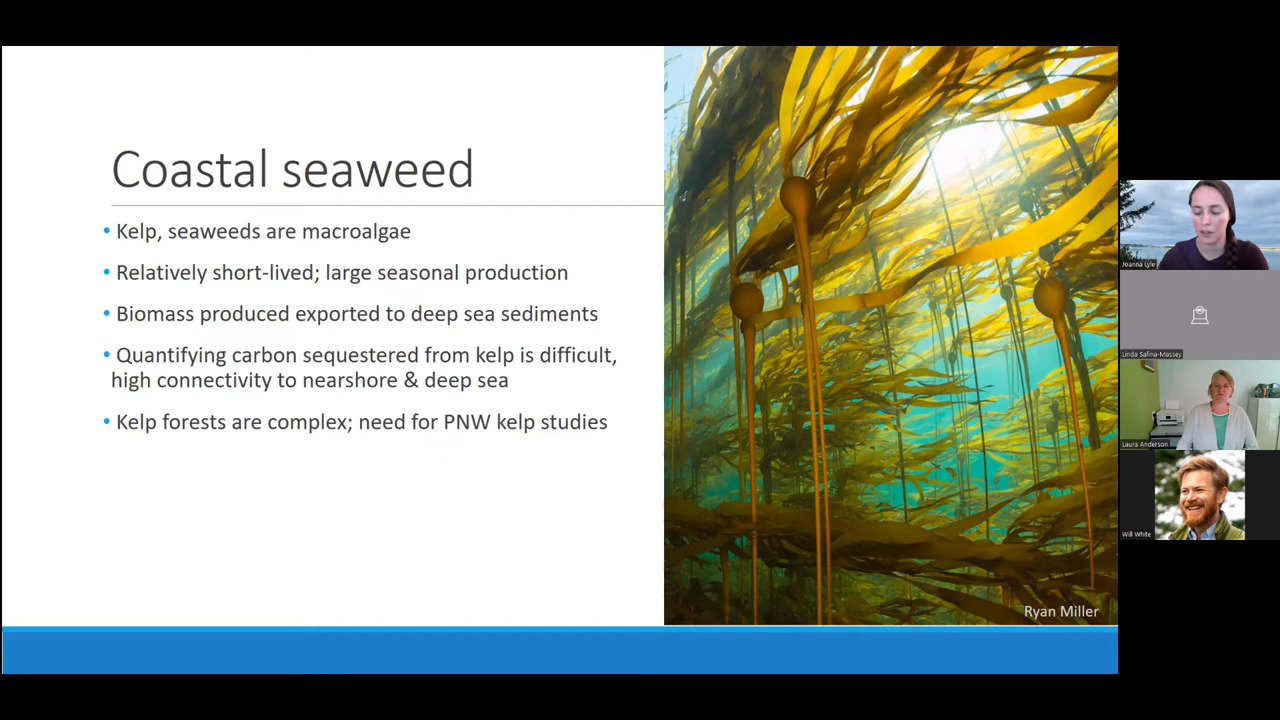 Coastal seaweed
• Kelp, seaweeds are macroalgae
• Relatively short-lived; large seasonal production
• Biomass produced exported to deep sea sediments
• Quantifying carbon sequestered from kelp is difficult,
high connectivity to nearshore & deep sea
• Kelp forests are complex; need for PNW kelp studies
Ryan Miller
Joanna Lyle
Linda Safina-Massey
Laura Anderson
Will White